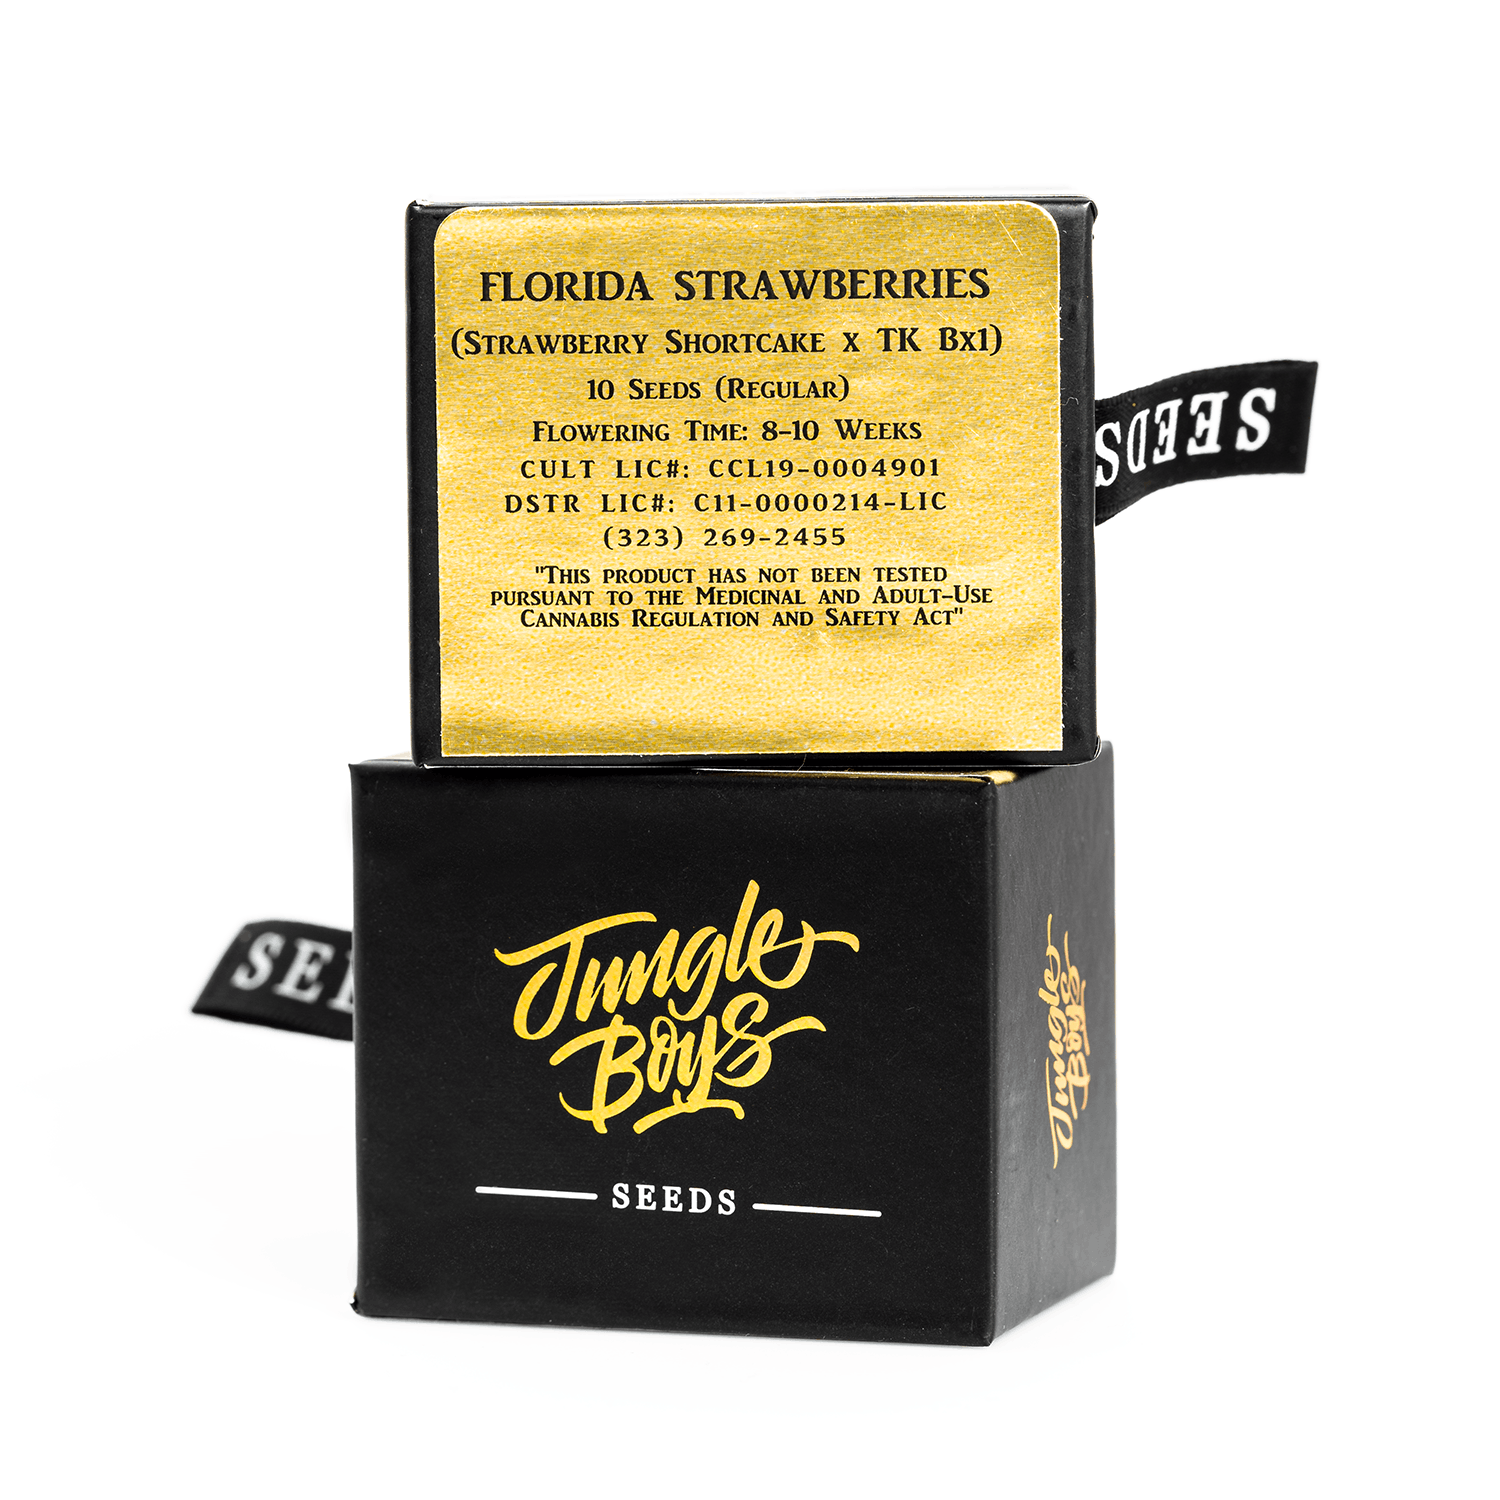 FLORIDA STRAWBERRIES
(STRAWBERRY SHORTCAKE X TK BX1)
10 SEEDS (REGULAR)
FLOWERING TIME: 8-10 WEEKS
CULT LIC#: CCL19-0004901
DSTR LIC#: C11-0000214-LIC
(323) 269-2455
"THIS PRODUCT HAS NOT BEEN TESTED
PURSUANT TO THE MEDICINAL AND ADULT-USE
CANNABIS REGULATION AND SAFETY ACT"
SEEDS
Jungle
Boys
SEEDS
Jungle
Boys